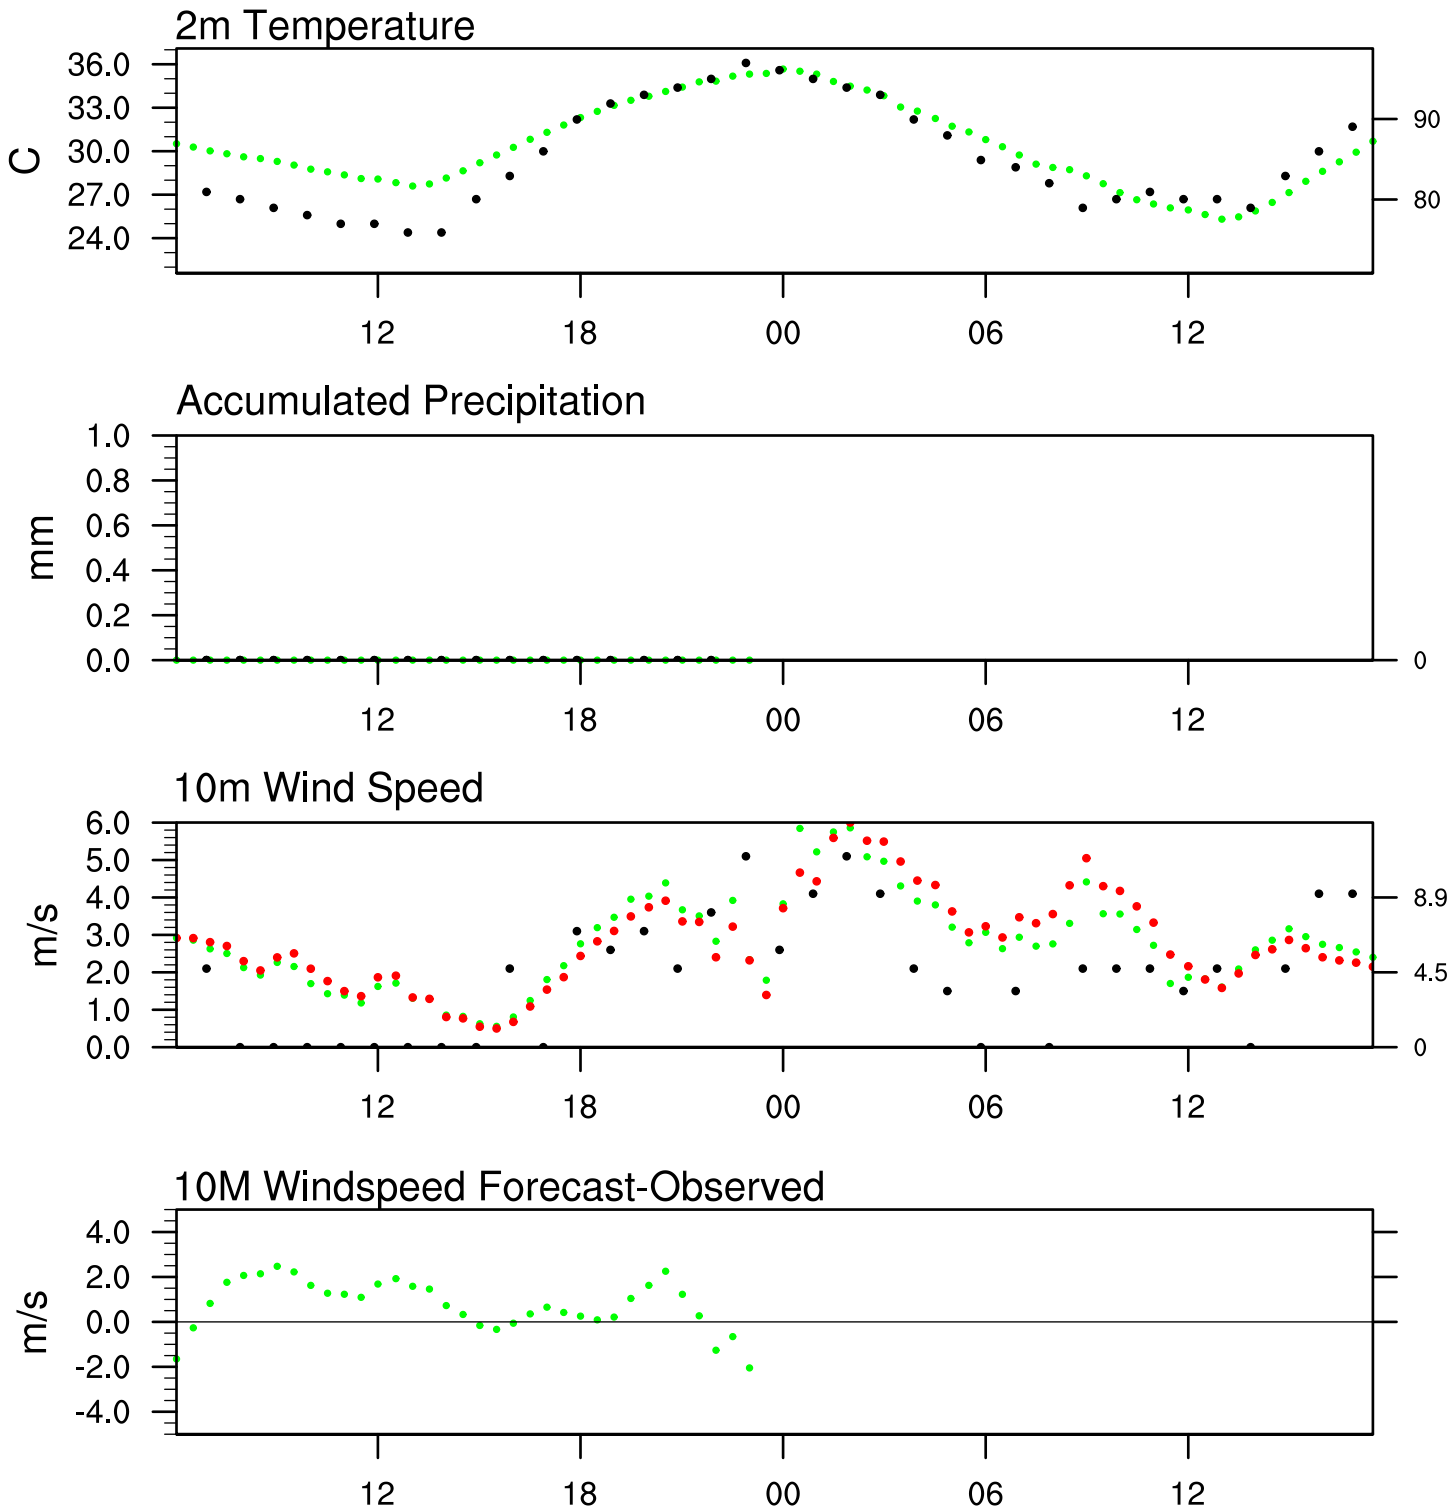 2m Temperature
36.0
33.0
30.0
27.0
24.0
C
90
80
12 18 00 06 12
Accumulated Precipitation
1.0
0.8
0.6
0.4
0.2
0.0
mm
0
12 18 00 06 12
10m Wind Speed
6.0
5.0
4.0
3.0
2.0
1.0
0.0
m/s
8.9
4.5
0
12 18 00 06 12
10M Windspeed Forecast-Observed
4.0
2.0
0.0
-2.0
-4.0
m/s
12 18 00 06 12